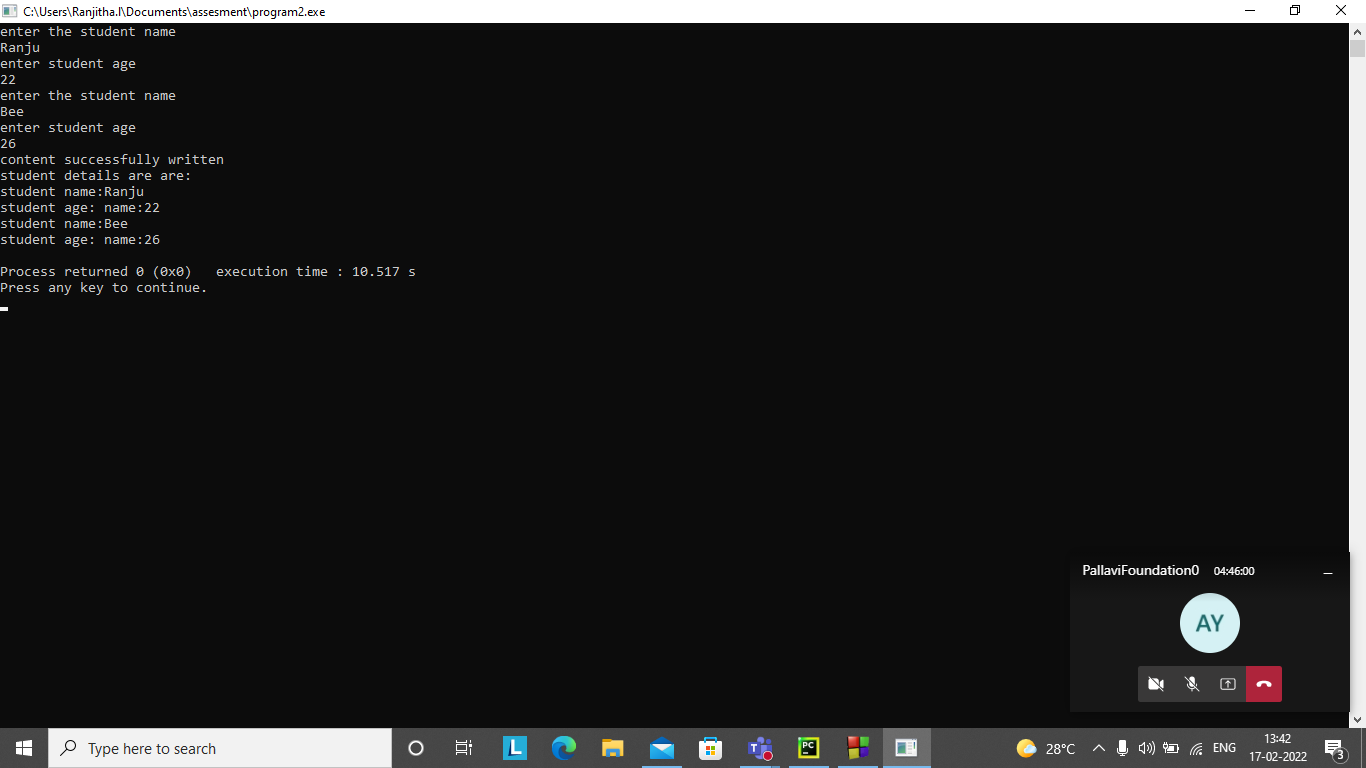 C:\Users\Ranjitha.I\Documents\assesment\program2.exe
enter the student name
Ranju
enter student age
22
enter the student name
Bee
enter student age
26
content successfully written
student details are are:
student name:Ranju
student age: name:22
student name:Bee
student age: name:26
Process returned 0 (0x0)   execution time : 10.517 s
Press any key to continue.
PallaviFoundation0 04:46:00
AY
Type here to search
L
PC
28°C
ENG
13:42
17-02-2022
3